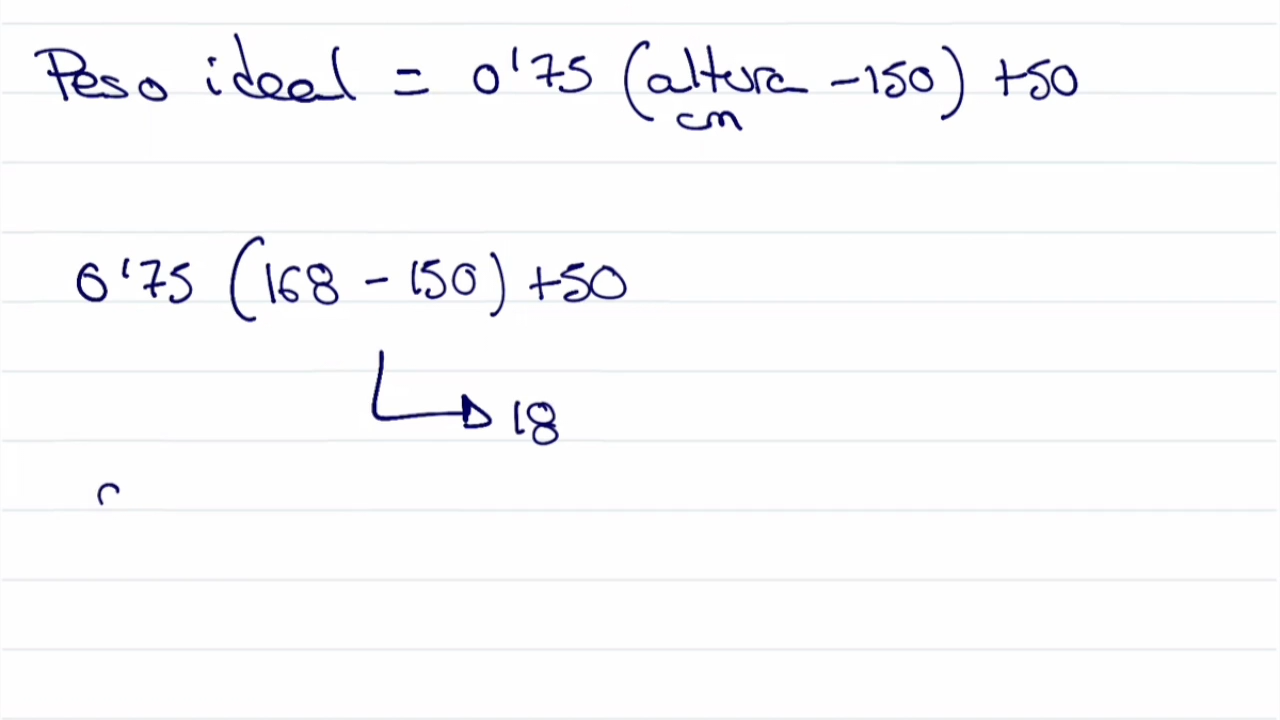 Peso ideal = 0'75 (altura - 150) + 50
cm
0'75 (168 - 150) + 50
18